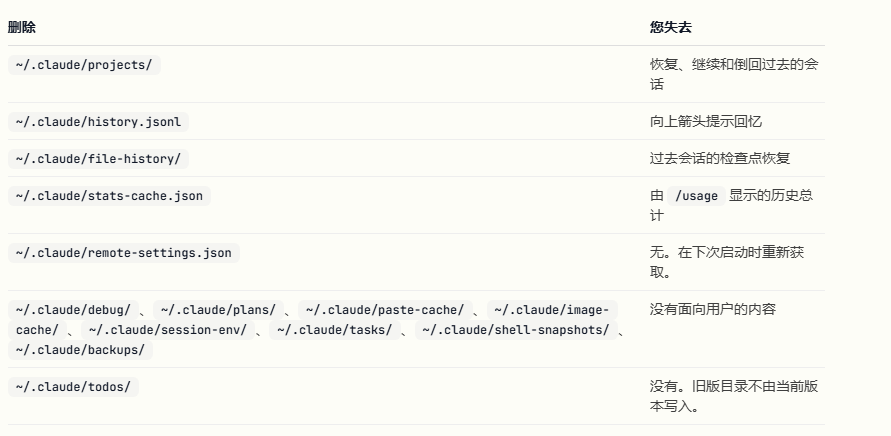 删除 您失去
~/.claude/projects/ 恢复、继续和倒回过去的会
话
~/.claude/history.jsonl 向上箭头提示回忆
~/.claude/file-history/ 过去会话的检查点恢复
~/.claude/stats-cache.json 由 /usage 显示的历史总
计
~/.claude/remote-settings.json 无。在下次启动时重新获
取。
~/.claude/debug/ 、 ~/.claude/plans/ 、 ~/.claude/paste-cache/ 、 ~/.claude/image- 没有面向用户的内容
cache/ 、 ~/.claude/session-env/ 、 ~/.claude/tasks/ 、 ~/.claude/shell-snapshots/ 、
~/.claude/backups/
~/.claude/todos/ 没有。旧版目录不由当前版
本写入。